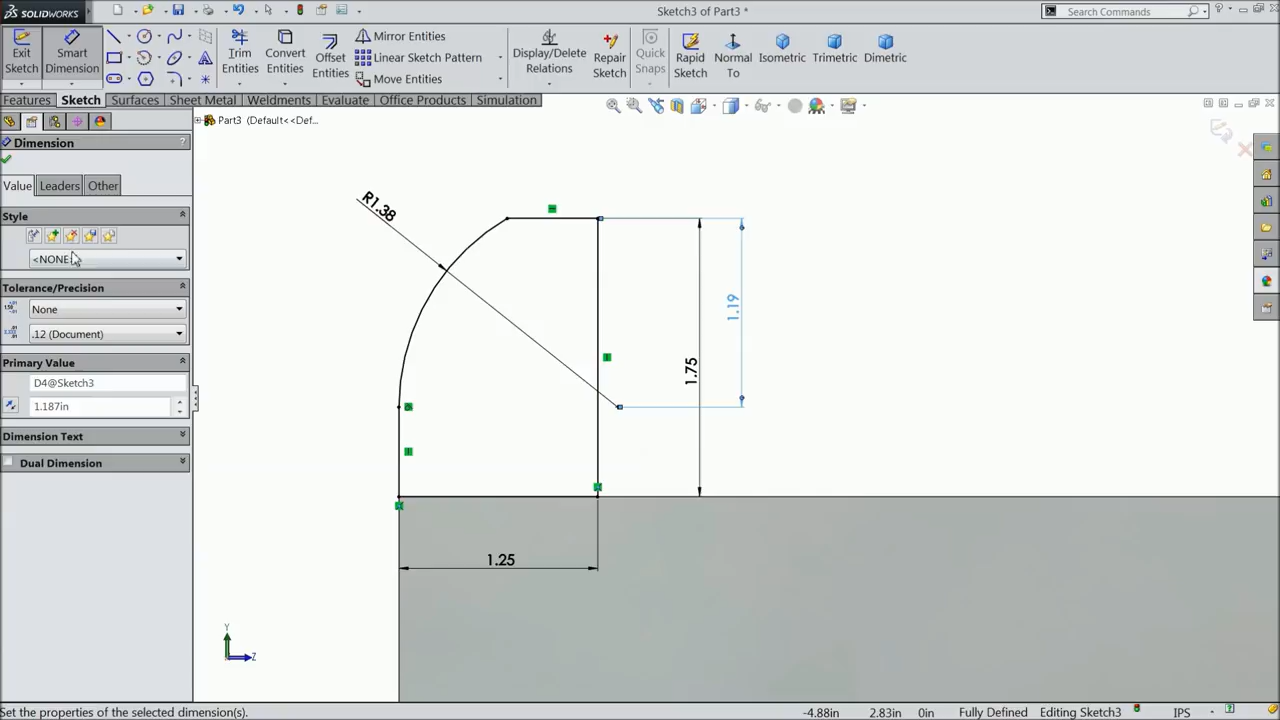 SOLIDWORKS
Sketch3 of Part3 *
Search Commands
Exit
Sketch
Smart
Dimension
Trim
Entities
Convert
Entities
Offset
Entities
Mirror Entities
Linear Sketch Pattern
Move Entities
Display/Delete
Relations
Repair
Sketch
Quick
Snaps
Rapid
Sketch
Normal
To
Isometric
Trimetric
Dimetric
Features
Sketch
Surfaces
Sheet Metal
Weldments
Evaluate
Office Products
Simulation
Part3 (Default<<Def...
Dimension
?
Value
Leaders
Other
Style
<NONE>
Tolerance/Precision
None
.12 (Document)
Primary Value
D4@Sketch3
1.187in
Dimension Text
Dual Dimension
R1.38
1.19
1.75
1.25
Y
Z
Set the properties of the selected dimension(s).
-4.88in
2.83in
0in
Fully Defined
Editing Sketch3
IPS